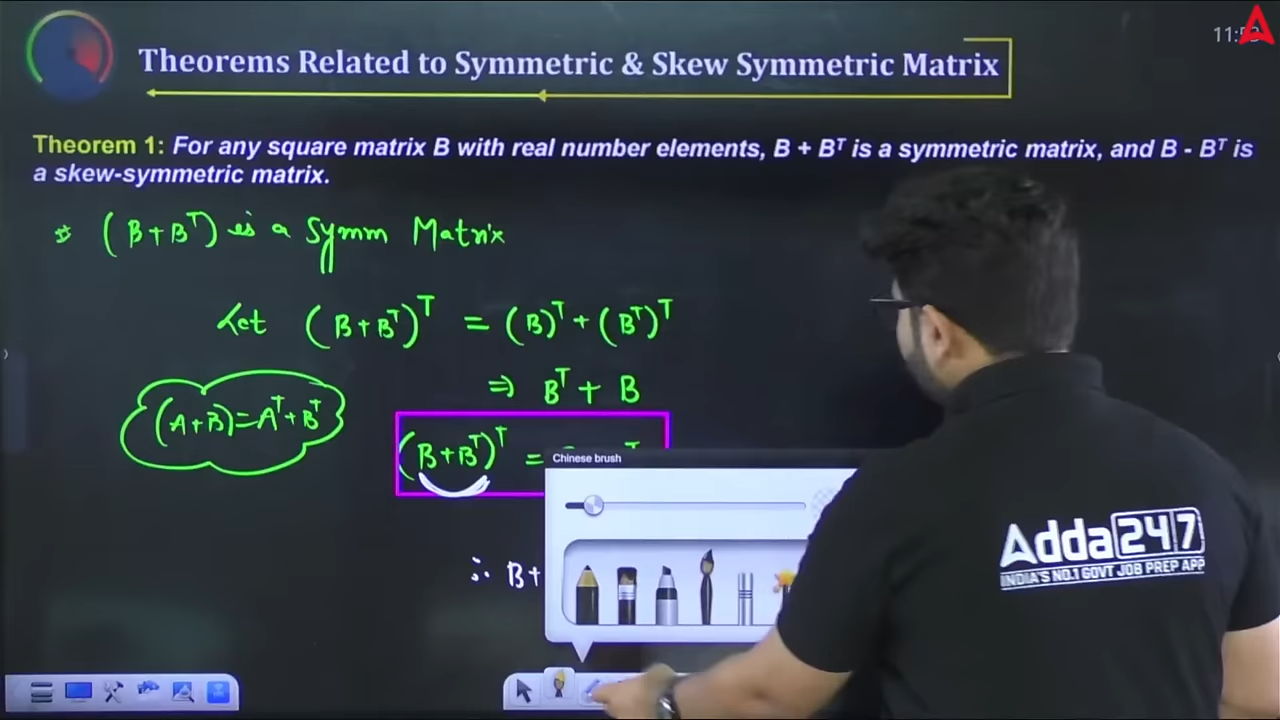 Theorems Related to Symmetric & Skew Symmetric Matrix
Theorem 1: For any square matrix B with real number elements, B + Bᵀ is a symmetric matrix, and B - Bᵀ is
a skew-symmetric matrix.
(B+Bᵀ) is a Symm Matrix
Let (B+Bᵀ)ᵀ = (B)ᵀ+(Bᵀ)ᵀ
⇒ Bᵀ + B
(A+B)=Aᵀ+Bᵀ
(B+Bᵀ)ᵀ =
Chinese brush
∴ B+
Adda247
INDIA'S NO.1 GOVT JOB PREP APP